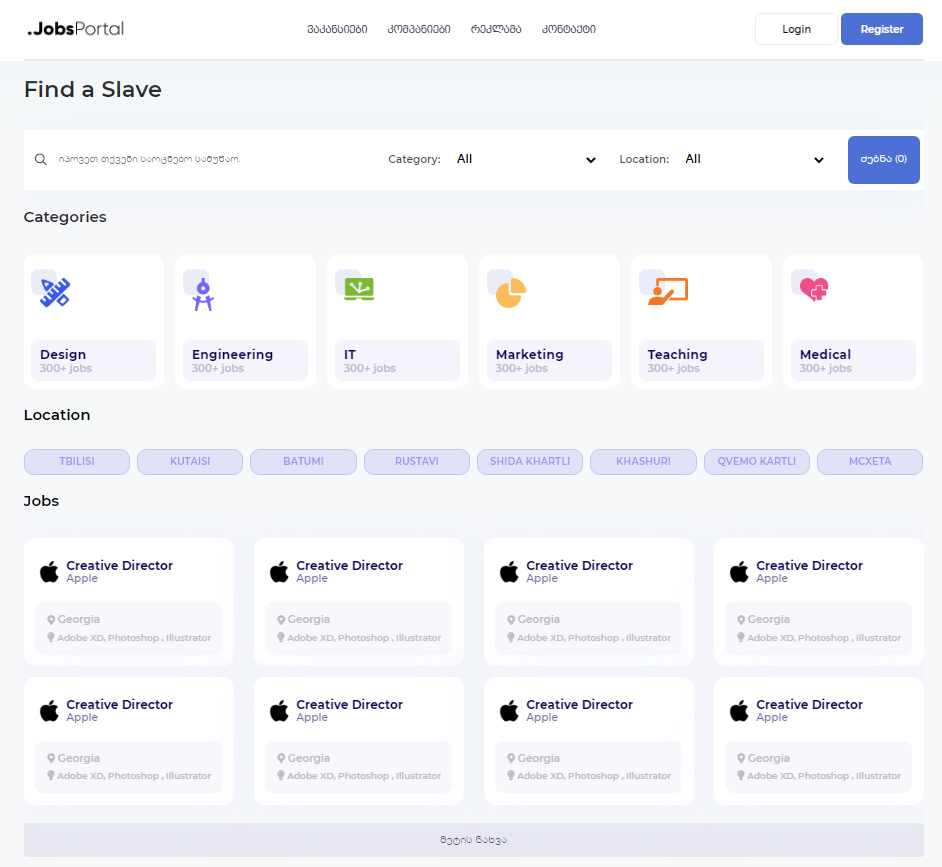 .JobsPortal
ვაკანსიები კომპანიები რეკლამა კონტაქტი
Login Register
Find a Slave
იპოვეთ თქვენი საოცნებო სამუშაო. Category: All Location: All ძებნა (0)
Categories
Design Engineering IT Marketing Teaching Medical
300+ jobs 300+ jobs 300+ jobs 300+ jobs 300+ jobs 300+ jobs
Location
TBILISI KUTAISI BATUMI RUSTAVI SHIDA KHARTLI KHASHURI QVEMO KARTLI MCXETA
Jobs
Creative Director Creative Director Creative Director Creative Director
Apple Apple Apple Apple
Georgia Georgia Georgia Georgia
Adobe XD, Photoshop , Illustrator Adobe XD, Photoshop , Illustrator Adobe XD, Photoshop , Illustrator Adobe XD, Photoshop , Illustrator
Creative Director Creative Director Creative Director Creative Director
Apple Apple Apple Apple
Georgia Georgia Georgia Georgia
Adobe XD, Photoshop , Illustrator Adobe XD, Photoshop , Illustrator Adobe XD, Photoshop , Illustrator Adobe XD, Photoshop , Illustrator
მეტის ნახვა